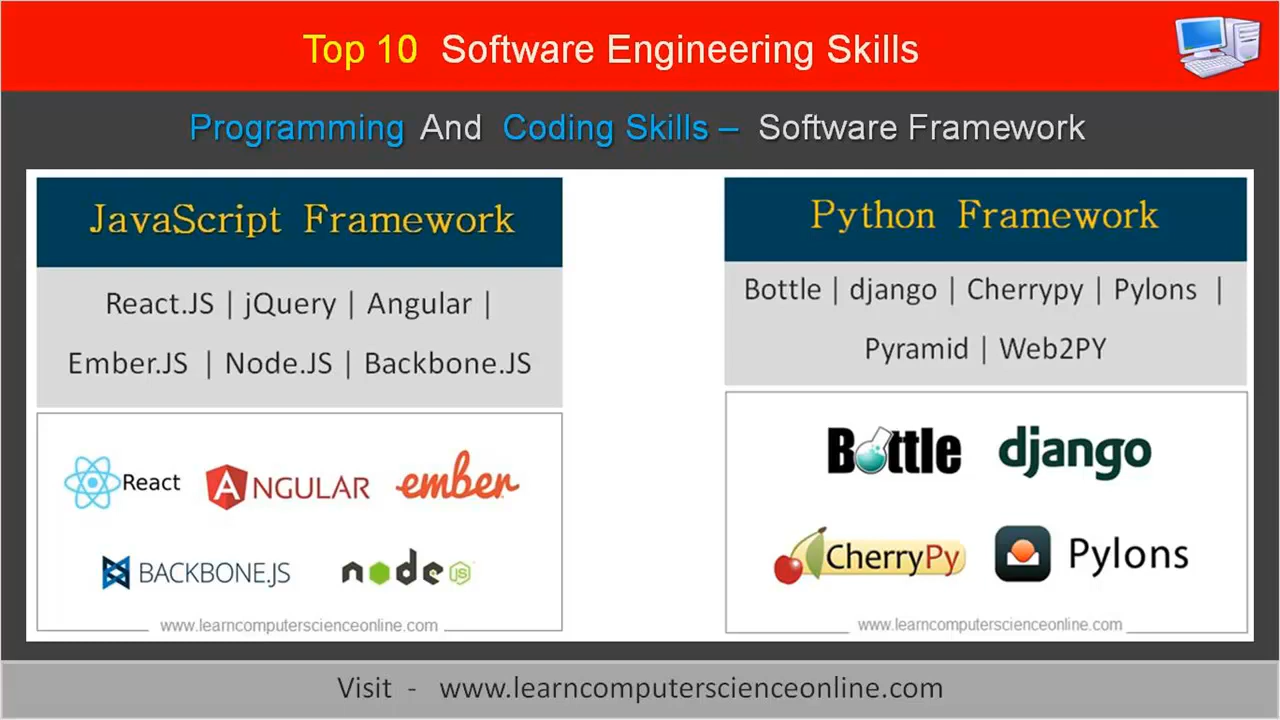 Top 10 Software Engineering Skills
Programming And Coding Skills – Software Framework
JavaScript Framework
React.JS | jQuery | Angular |
Ember.JS | Node.JS | Backbone.JS
React
ANGULAR
ember
BACKBONE.JS
node JS
www.learncomputerscienceonline.com
Python Framework
Bottle | django | Cherrypy | Pylons |
Pyramid | Web2PY
Bottle
django
CherryPy
Pylons
www.learncomputerscienceonline.com
Visit - www.learncomputerscienceonline.com